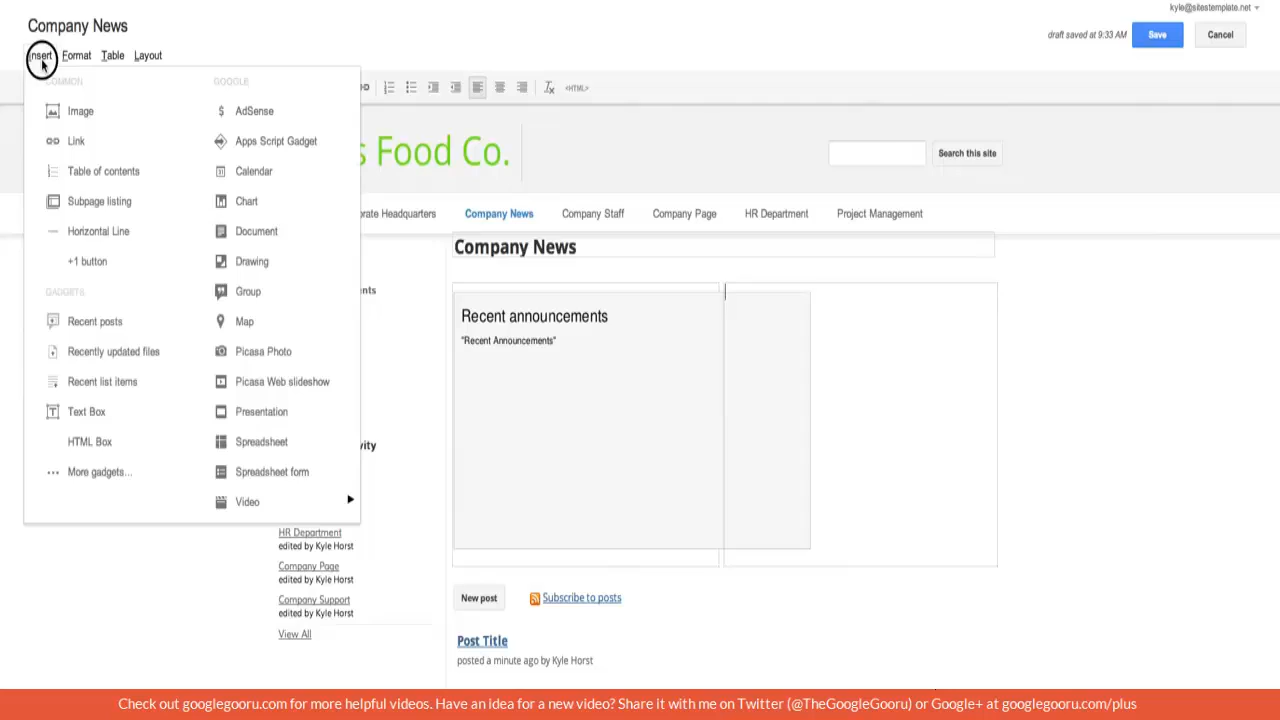 kyle@sitestemplate.net
Company News
draft saved at 9:33 AM
Save
Cancel
Insert Format Table Layout
<HTML>
COMMON
Image
Link
Table of contents
Subpage listing
Horizontal Line
+1 button
GADGETS
Recent posts
Recently updated files
Recent list items
Text Box
HTML Box
More gadgets...
GOOGLE
AdSense
Apps Script Gadget
Calendar
Chart
Document
Drawing
Group
Map
Picasa Photo
Picasa Web slideshow
Presentation
Spreadsheet
Spreadsheet form
Video
s Food Co.
Search this site
rate Headquarters
Company News
Company Staff
Company Page
HR Department
Project Management
Company News
nts
Recent announcements
"Recent Announcements"
vity
HR Department
edited by Kyle Horst
Company Page
edited by Kyle Horst
Company Support
edited by Kyle Horst
View All
New post
Subscribe to posts
Post Title
posted a minute ago by Kyle Horst
Check out googlegooru.com for more helpful videos. Have an idea for a new video? Share it with me on Twitter (@TheGoogleGooru) or Google+ at googlegooru.com/plus